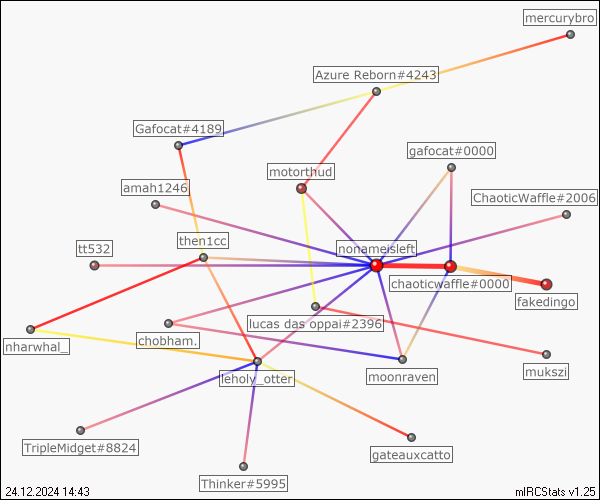 mercurybro
Azure Reborn#4243
Gafocat#4189
gafocat#0000
motorthud
amah1246
ChaoticWaffle#2006
then1cc
tt532
nonameisleft
chaoticwaffle#0000
fakedingo
lucas das oppai#2396
chobham.
nharwhal_
mukszi
moonraven
leholy_otter
TripleMidget#8824
gateauxcatto
Thinker#5995
24.12.2024 14:43
mIRCStats v1.25